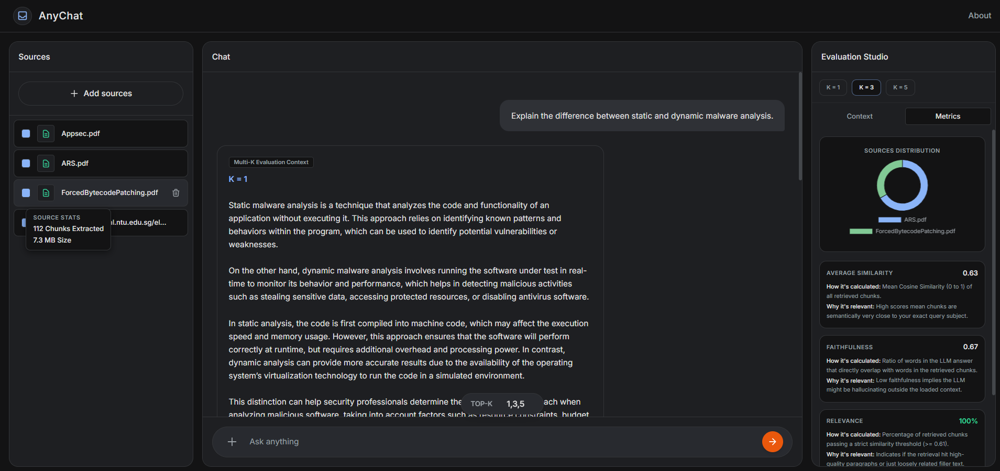 AnyChat
About
Sources
Add sources
Appsec.pdf
ARS.pdf
ForcedBytecodePatching.pdf
al.ntu.edu.sg/el...
SOURCE STATS
112 Chunks Extracted
7.3 MB Size
Chat
Explain the difference between static and dynamic malware analysis.
Multi-K Evaluation Context
K = 1
Static malware analysis is a technique that analyzes the code and functionality of an
application without executing it. This approach relies on identifying known patterns and
behaviors within the program, which can be used to identify potential vulnerabilities or
weaknesses.
On the other hand, dynamic malware analysis involves running the software under test in real-
time to monitor its behavior and performance, which helps in detecting malicious activities
such as stealing sensitive data, accessing protected resources, or disabling antivirus software.
In static analysis, the code is first compiled into machine code, which may affect the execution
speed and memory usage. However, this approach ensures that the software will perform
correctly at runtime, but requires additional overhead and processing power. In contrast,
dynamic analysis can provide more accurate results due to the availability of the operating
system's virtualization technology to run the code in a simulated environment.
This distinction can help security professionals determine the ach when
analyzing malicious software, taking into account factors such as resource constraints, budget
TOP-K 1,3,5
Ask anything
Evaluation Studio
K = 1 K = 3 K = 5
Context Metrics
SOURCES DISTRIBUTION
ARS.pdf
ForcedBytecodePatching.pdf
AVERAGE SIMILARITY 0.63
How it's calculated: Mean Cosine Similarity (0 to 1) of
all retrieved chunks.
Why it's relevant: High scores mean chunks are
semantically very close to your exact query subject.
FAITHFULNESS 0.67
How it's calculated: Ratio of words in the LLM answer
that directly overlap with words in the retrieved chunks.
Why it's relevant: Low faithfulness implies the LLM
might be hallucinating outside the loaded context.
RELEVANCE 100%
How it's calculated: Percentage of retrieved chunks
passing a strict similarity threshold (>= 0.61).
Why it's relevant: Indicates if the retrieval hit high-
quality paragraphs or just loosely related filler text.